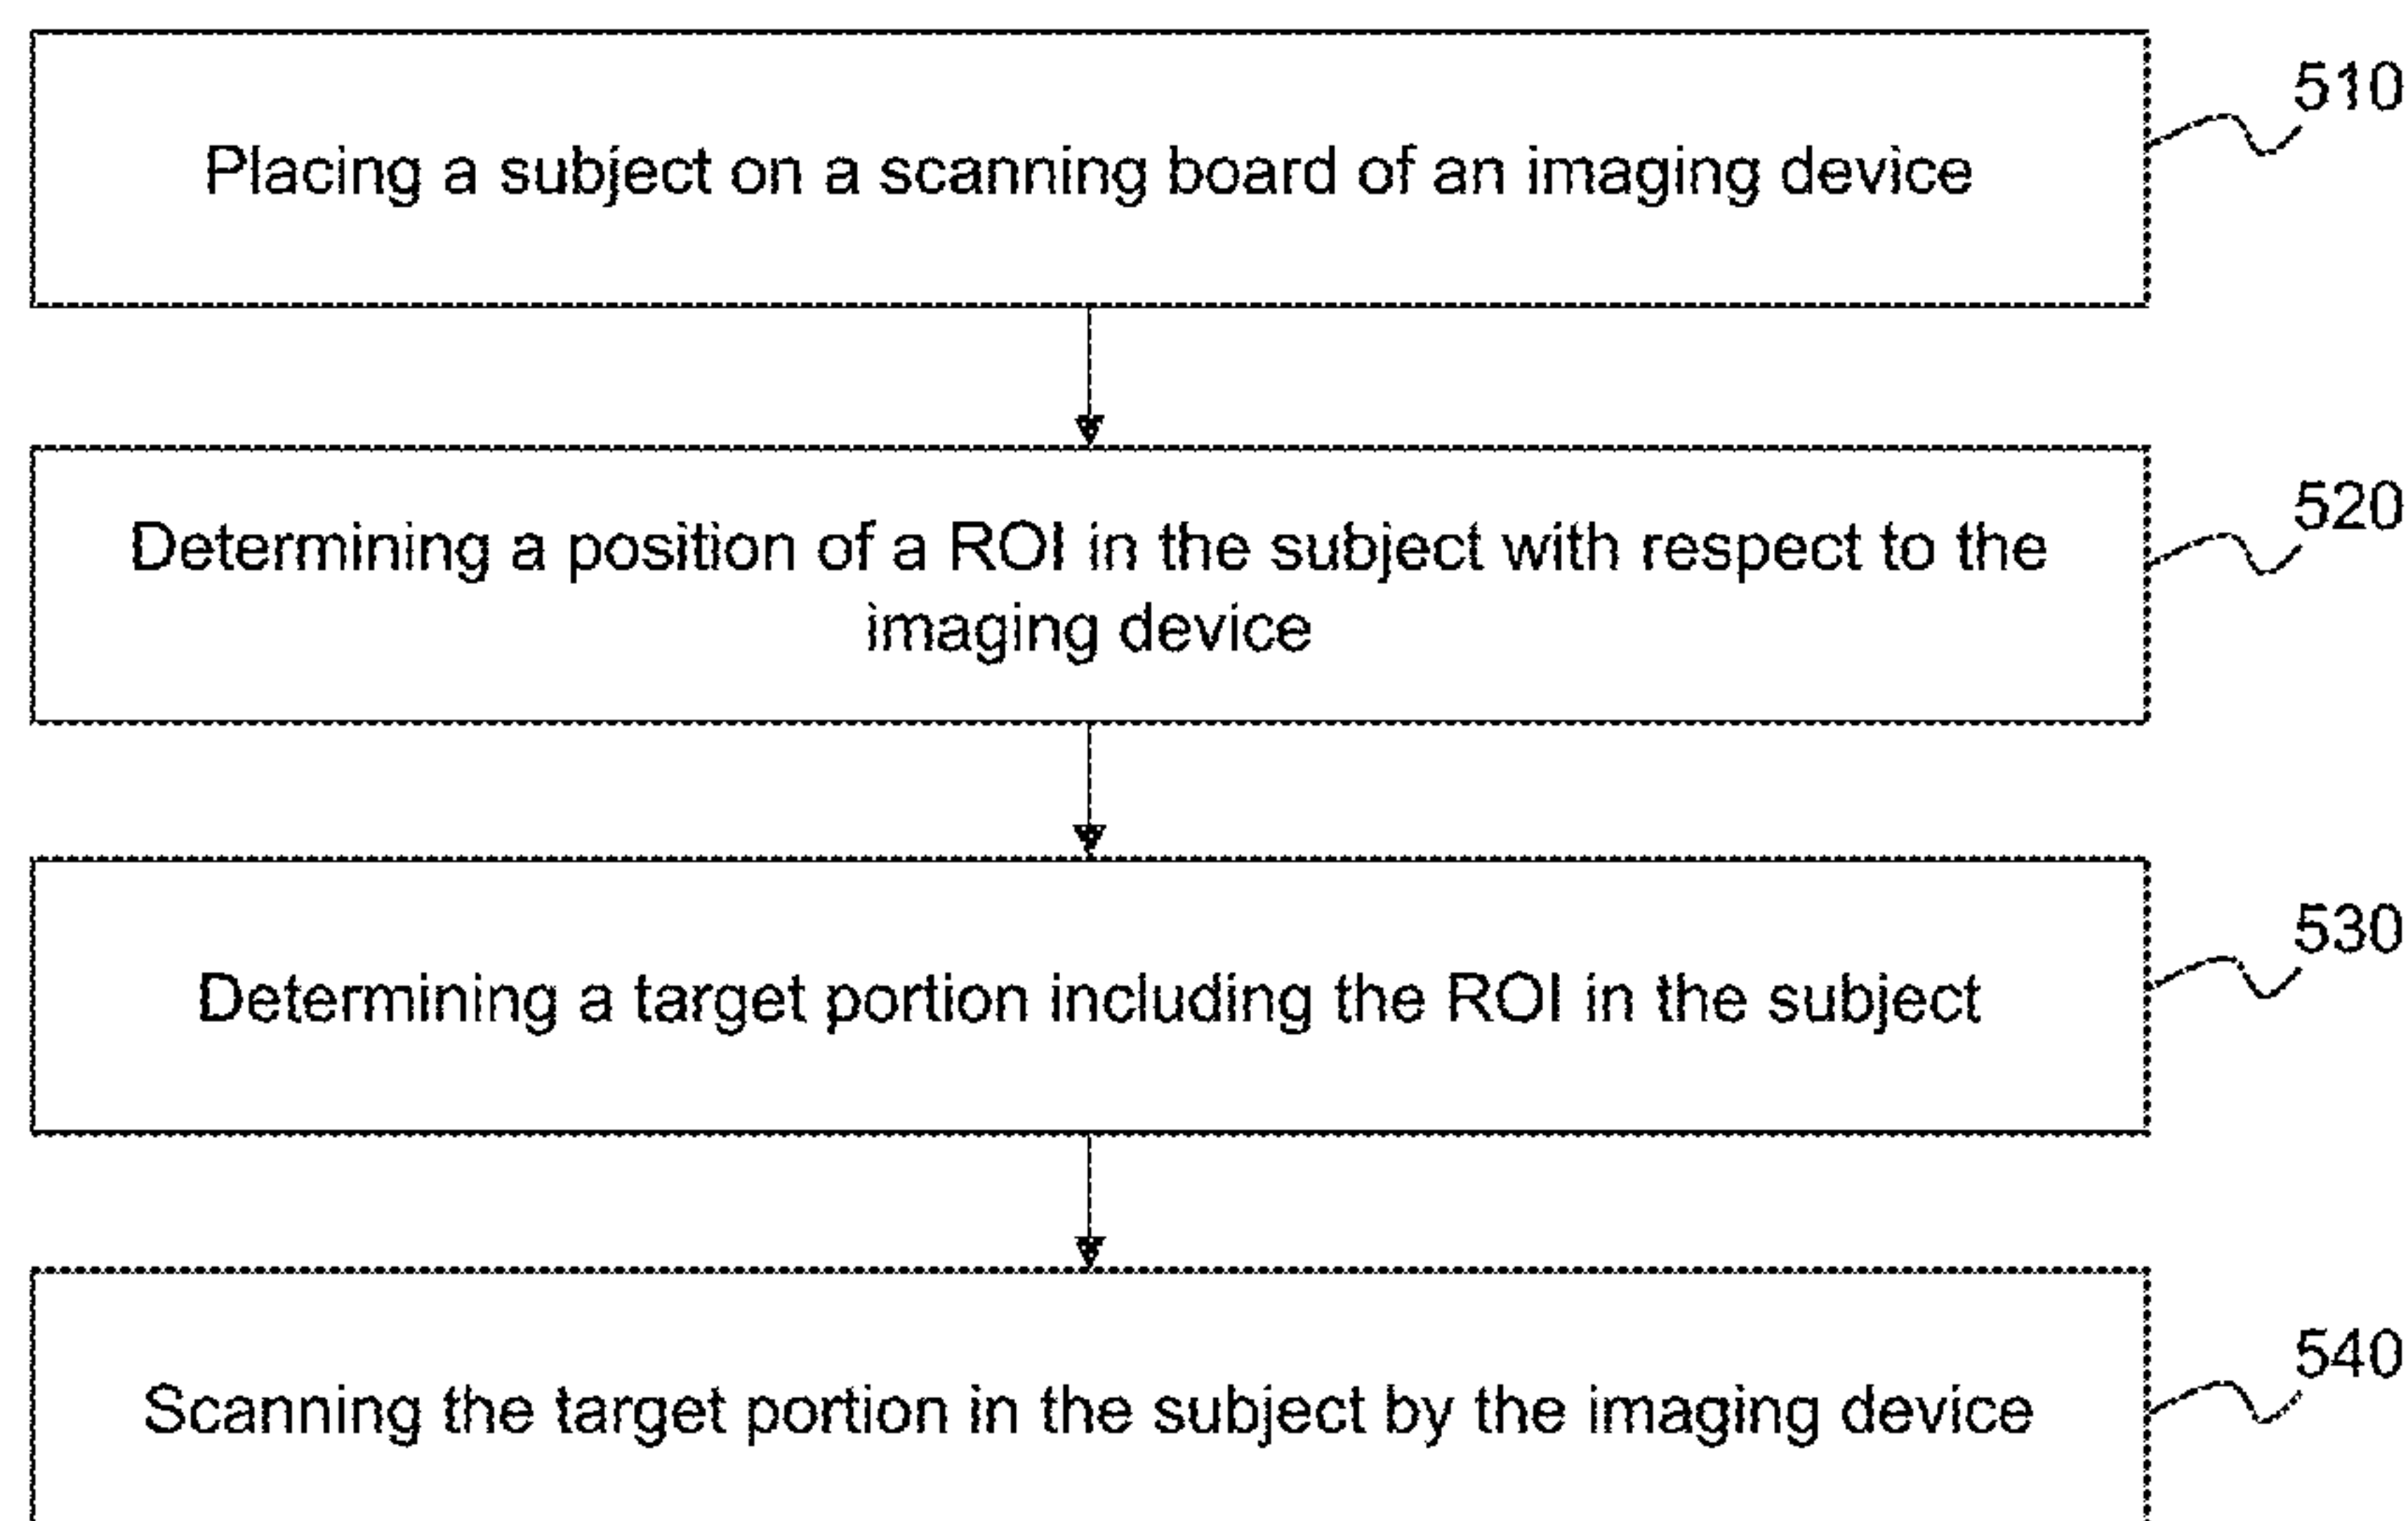 510
Placing a subject on a scanning board of an imaging device
520
Determining a position of a ROI in the subject with respect to the
imaging device
530
Determining a target portion including the ROI in the subject
540
Scanning the target portion in the subject by the imaging device